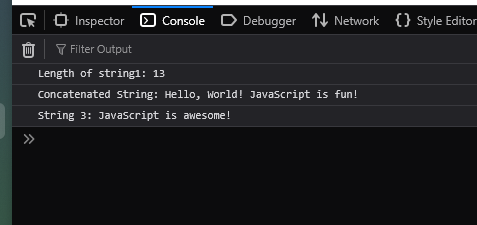 Inspector Console Debugger Network {} Style Editor
Filter Output
Length of string1: 13
Concatenated String: Hello, World! JavaScript is fun!
String 3: JavaScript is awesome!